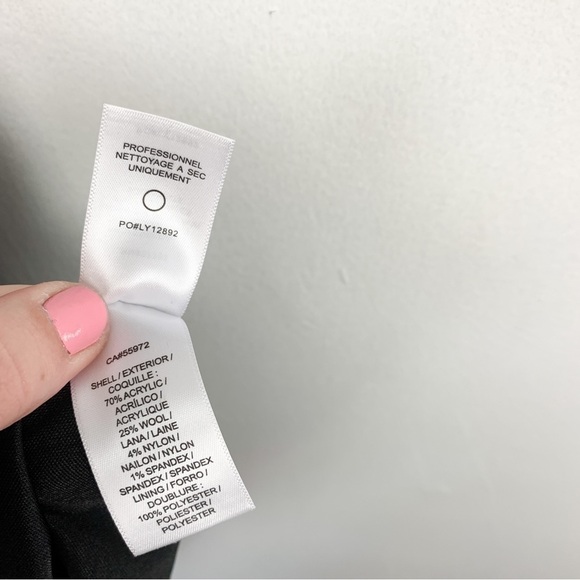 PROFESSIONNEL
NETTOYAGE A SEC
UNIQUEMENT
PO#LY12892
CA#55972
SHELL / EXTERIOR /
COQUILLE :
70% ACRYLIC /
ACRÍLICO /
ACRYLIQUE
25% WOOL /
LANA / LAINE
4% NYLON /
NAILON / NYLON
1% SPANDEX /
SPANDEX / SPANDEX
LINING / FORRO /
DOUBLURE :
100% POLYESTER /
POLIESTER /
POLYESTER